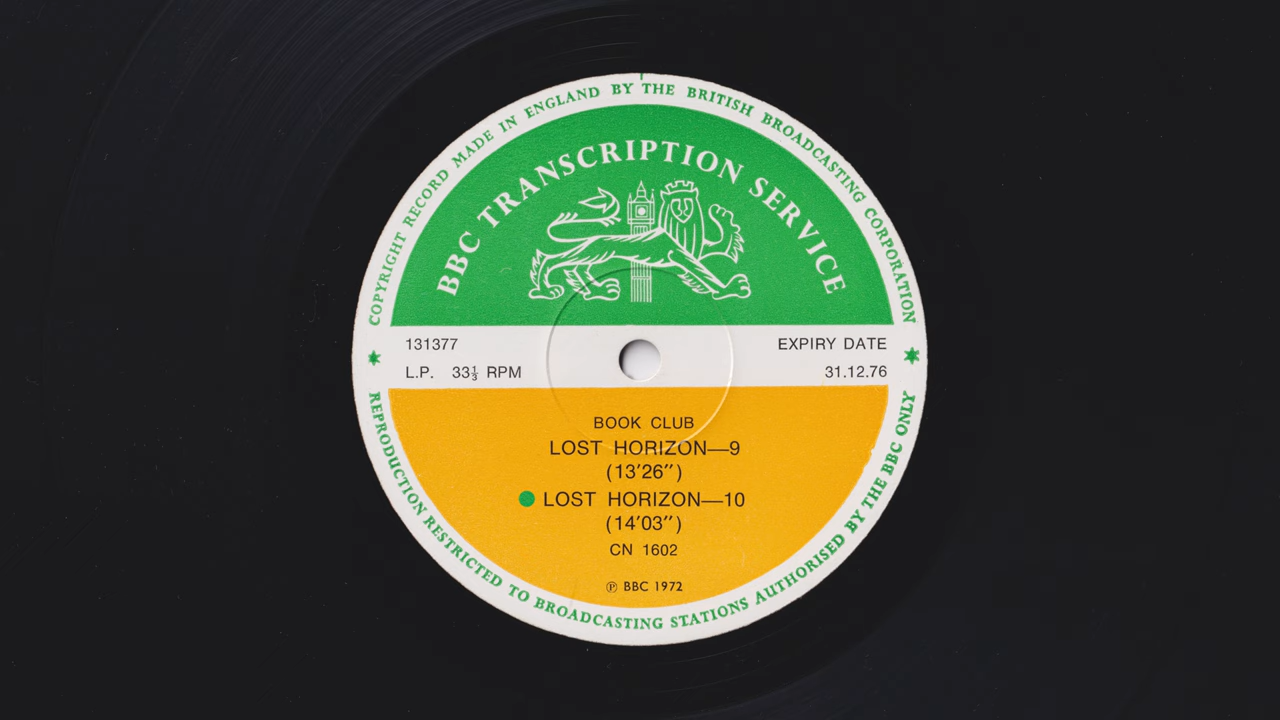 COPYRIGHT RECORD MADE IN ENGLAND BY THE BRITISH BROADCASTING CORPORATION
BBC TRANSCRIPTION SERVICE
131377
EXPIRY DATE
L.P. 33⅓ RPM
31.12.76
BOOK CLUB
LOST HORIZON—9
(13′26″)
LOST HORIZON—10
(14′03″)
CN 1602
℗ BBC 1972
REPRODUCTION RESTRICTED TO BROADCASTING STATIONS AUTHORISED BY THE BBC ONLY